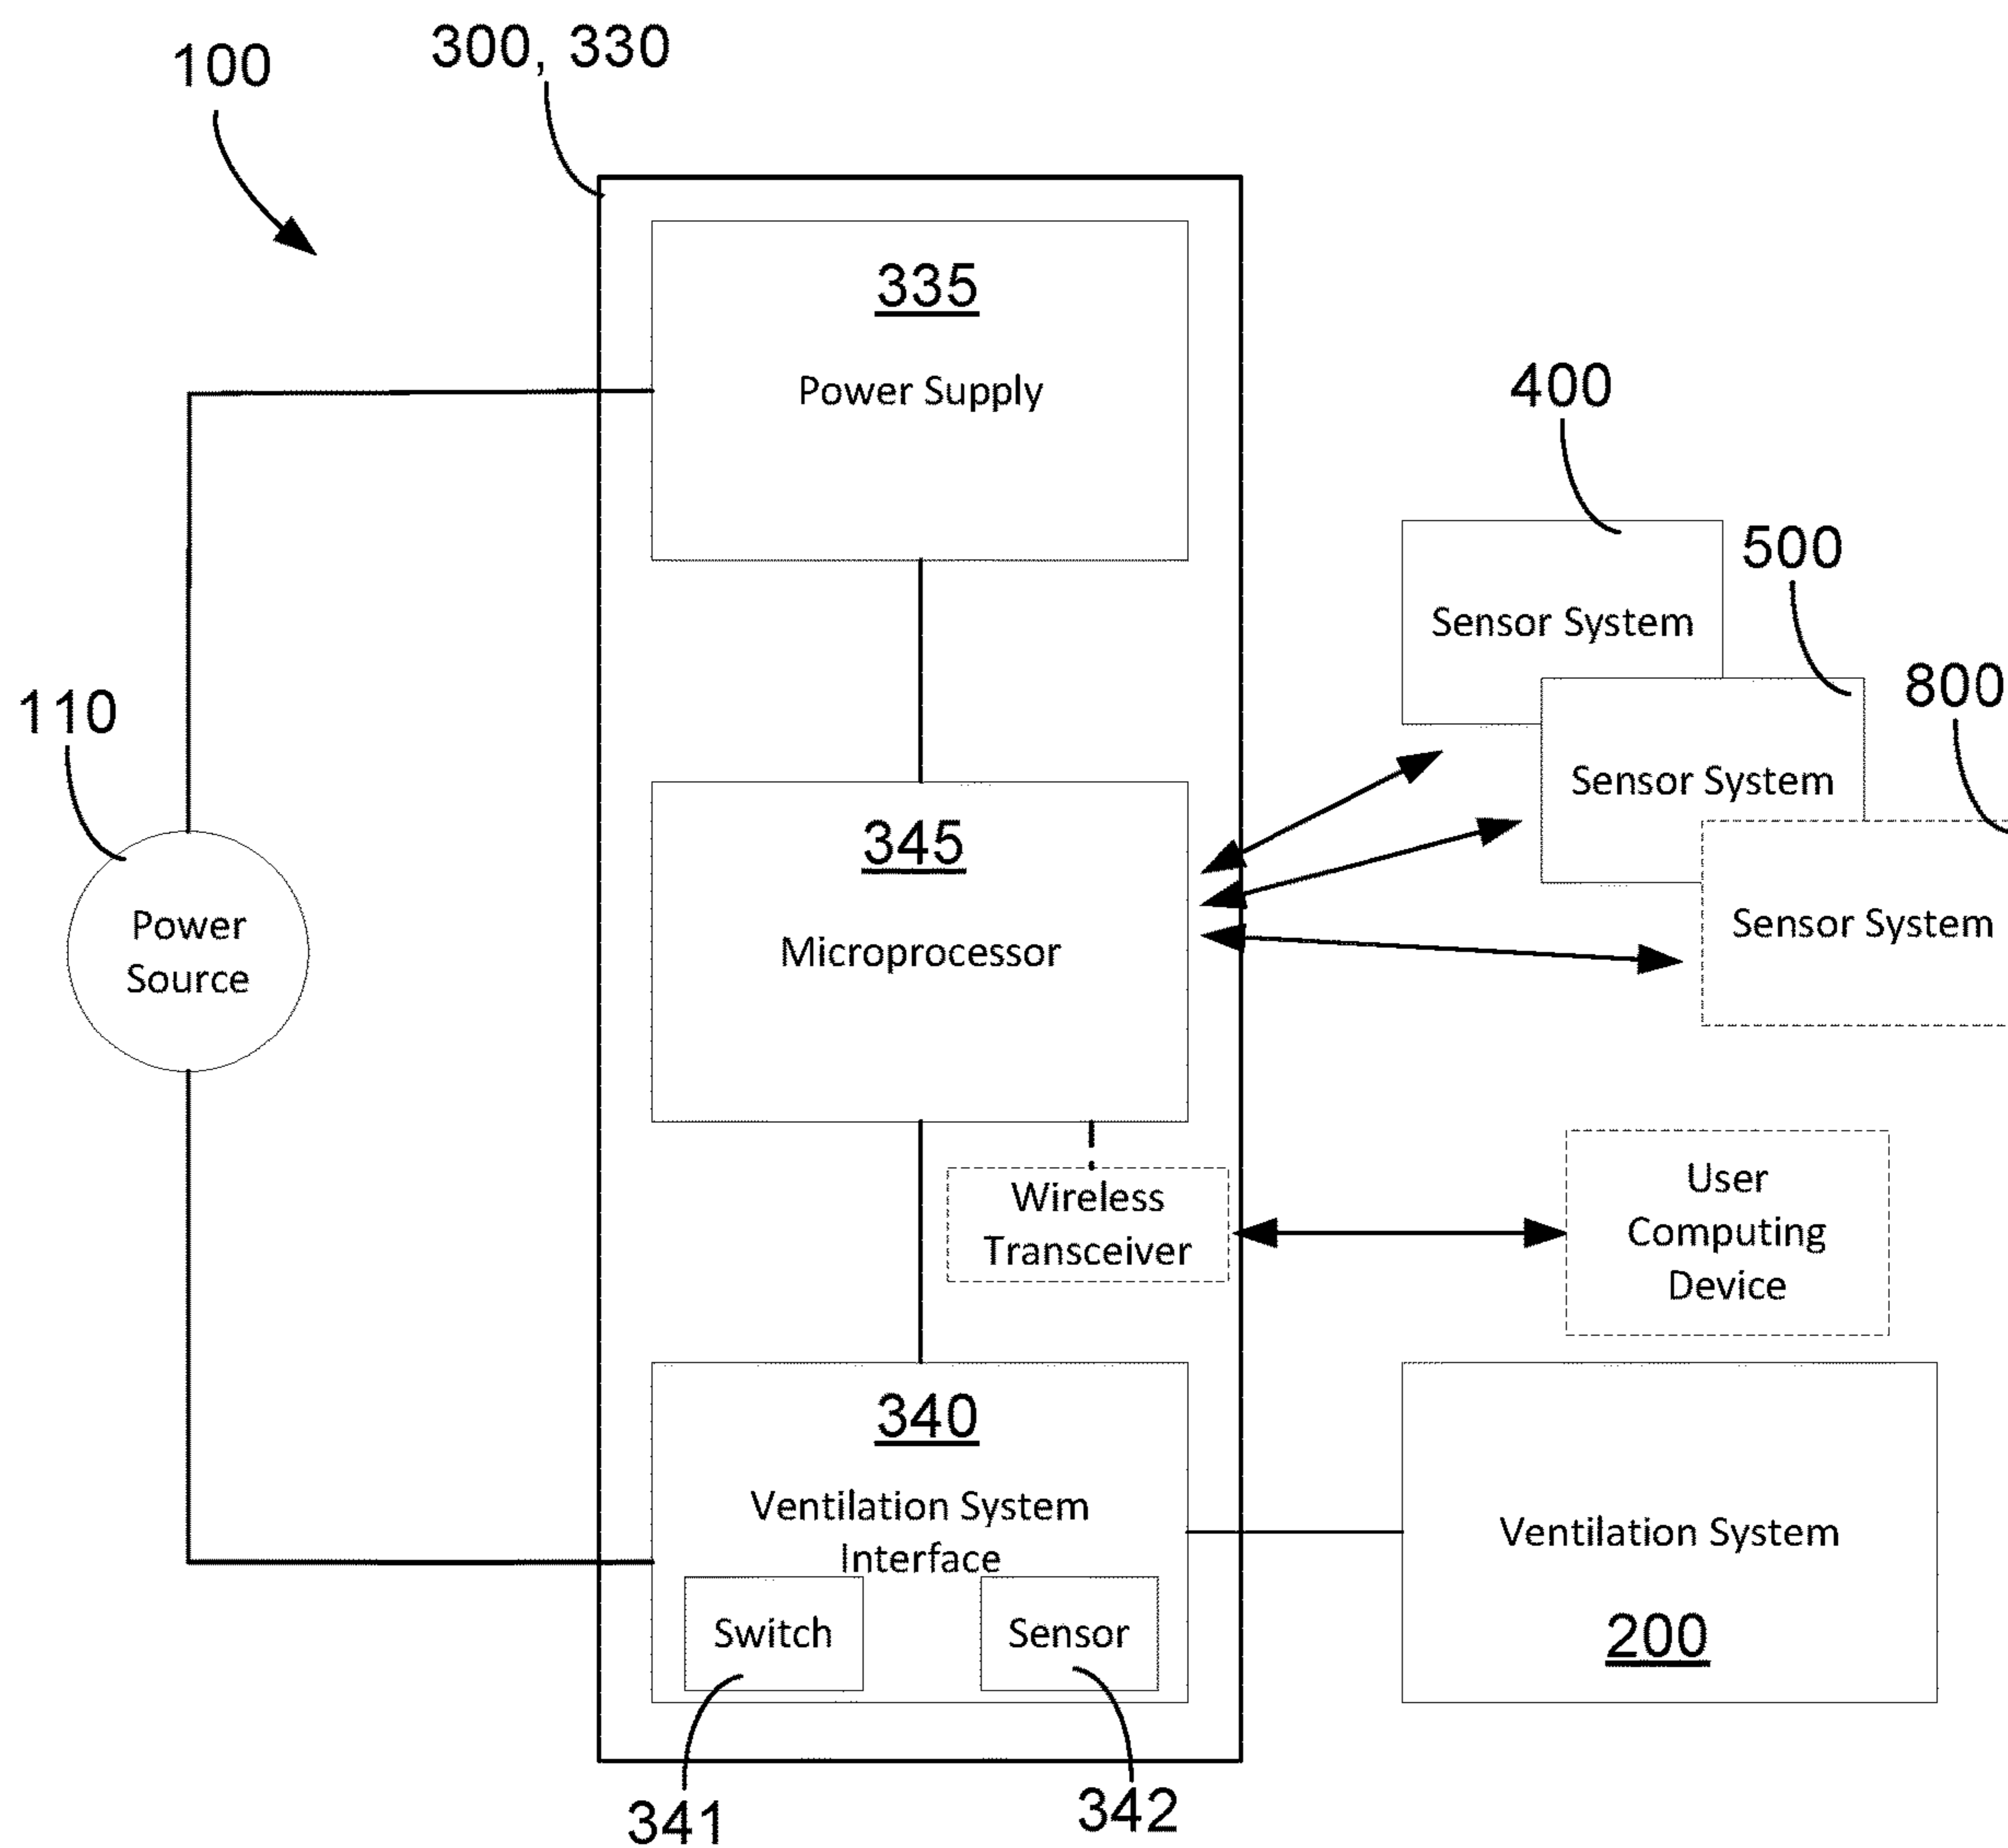 100
300, 330
335
Power Supply
400
Sensor System
500
Sensor System
800
Sensor System
110
Power
Source
345
Microprocessor
Wireless
Transceiver
User
Computing
Device
340
Ventilation System
Interface
Switch
Sensor
341
342
Ventilation System
200